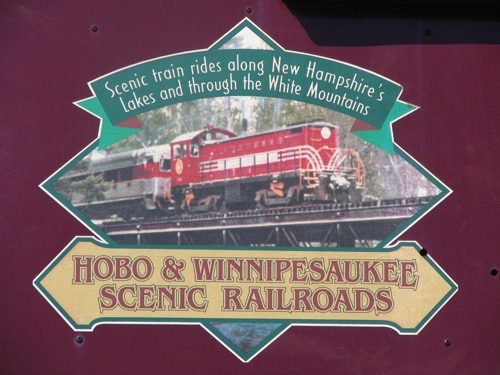 Scenic train rides along New Hampshire's
Lakes and through the White Mountains
HOBO & WINNIPESAUKEE
SCENIC RAILROADS